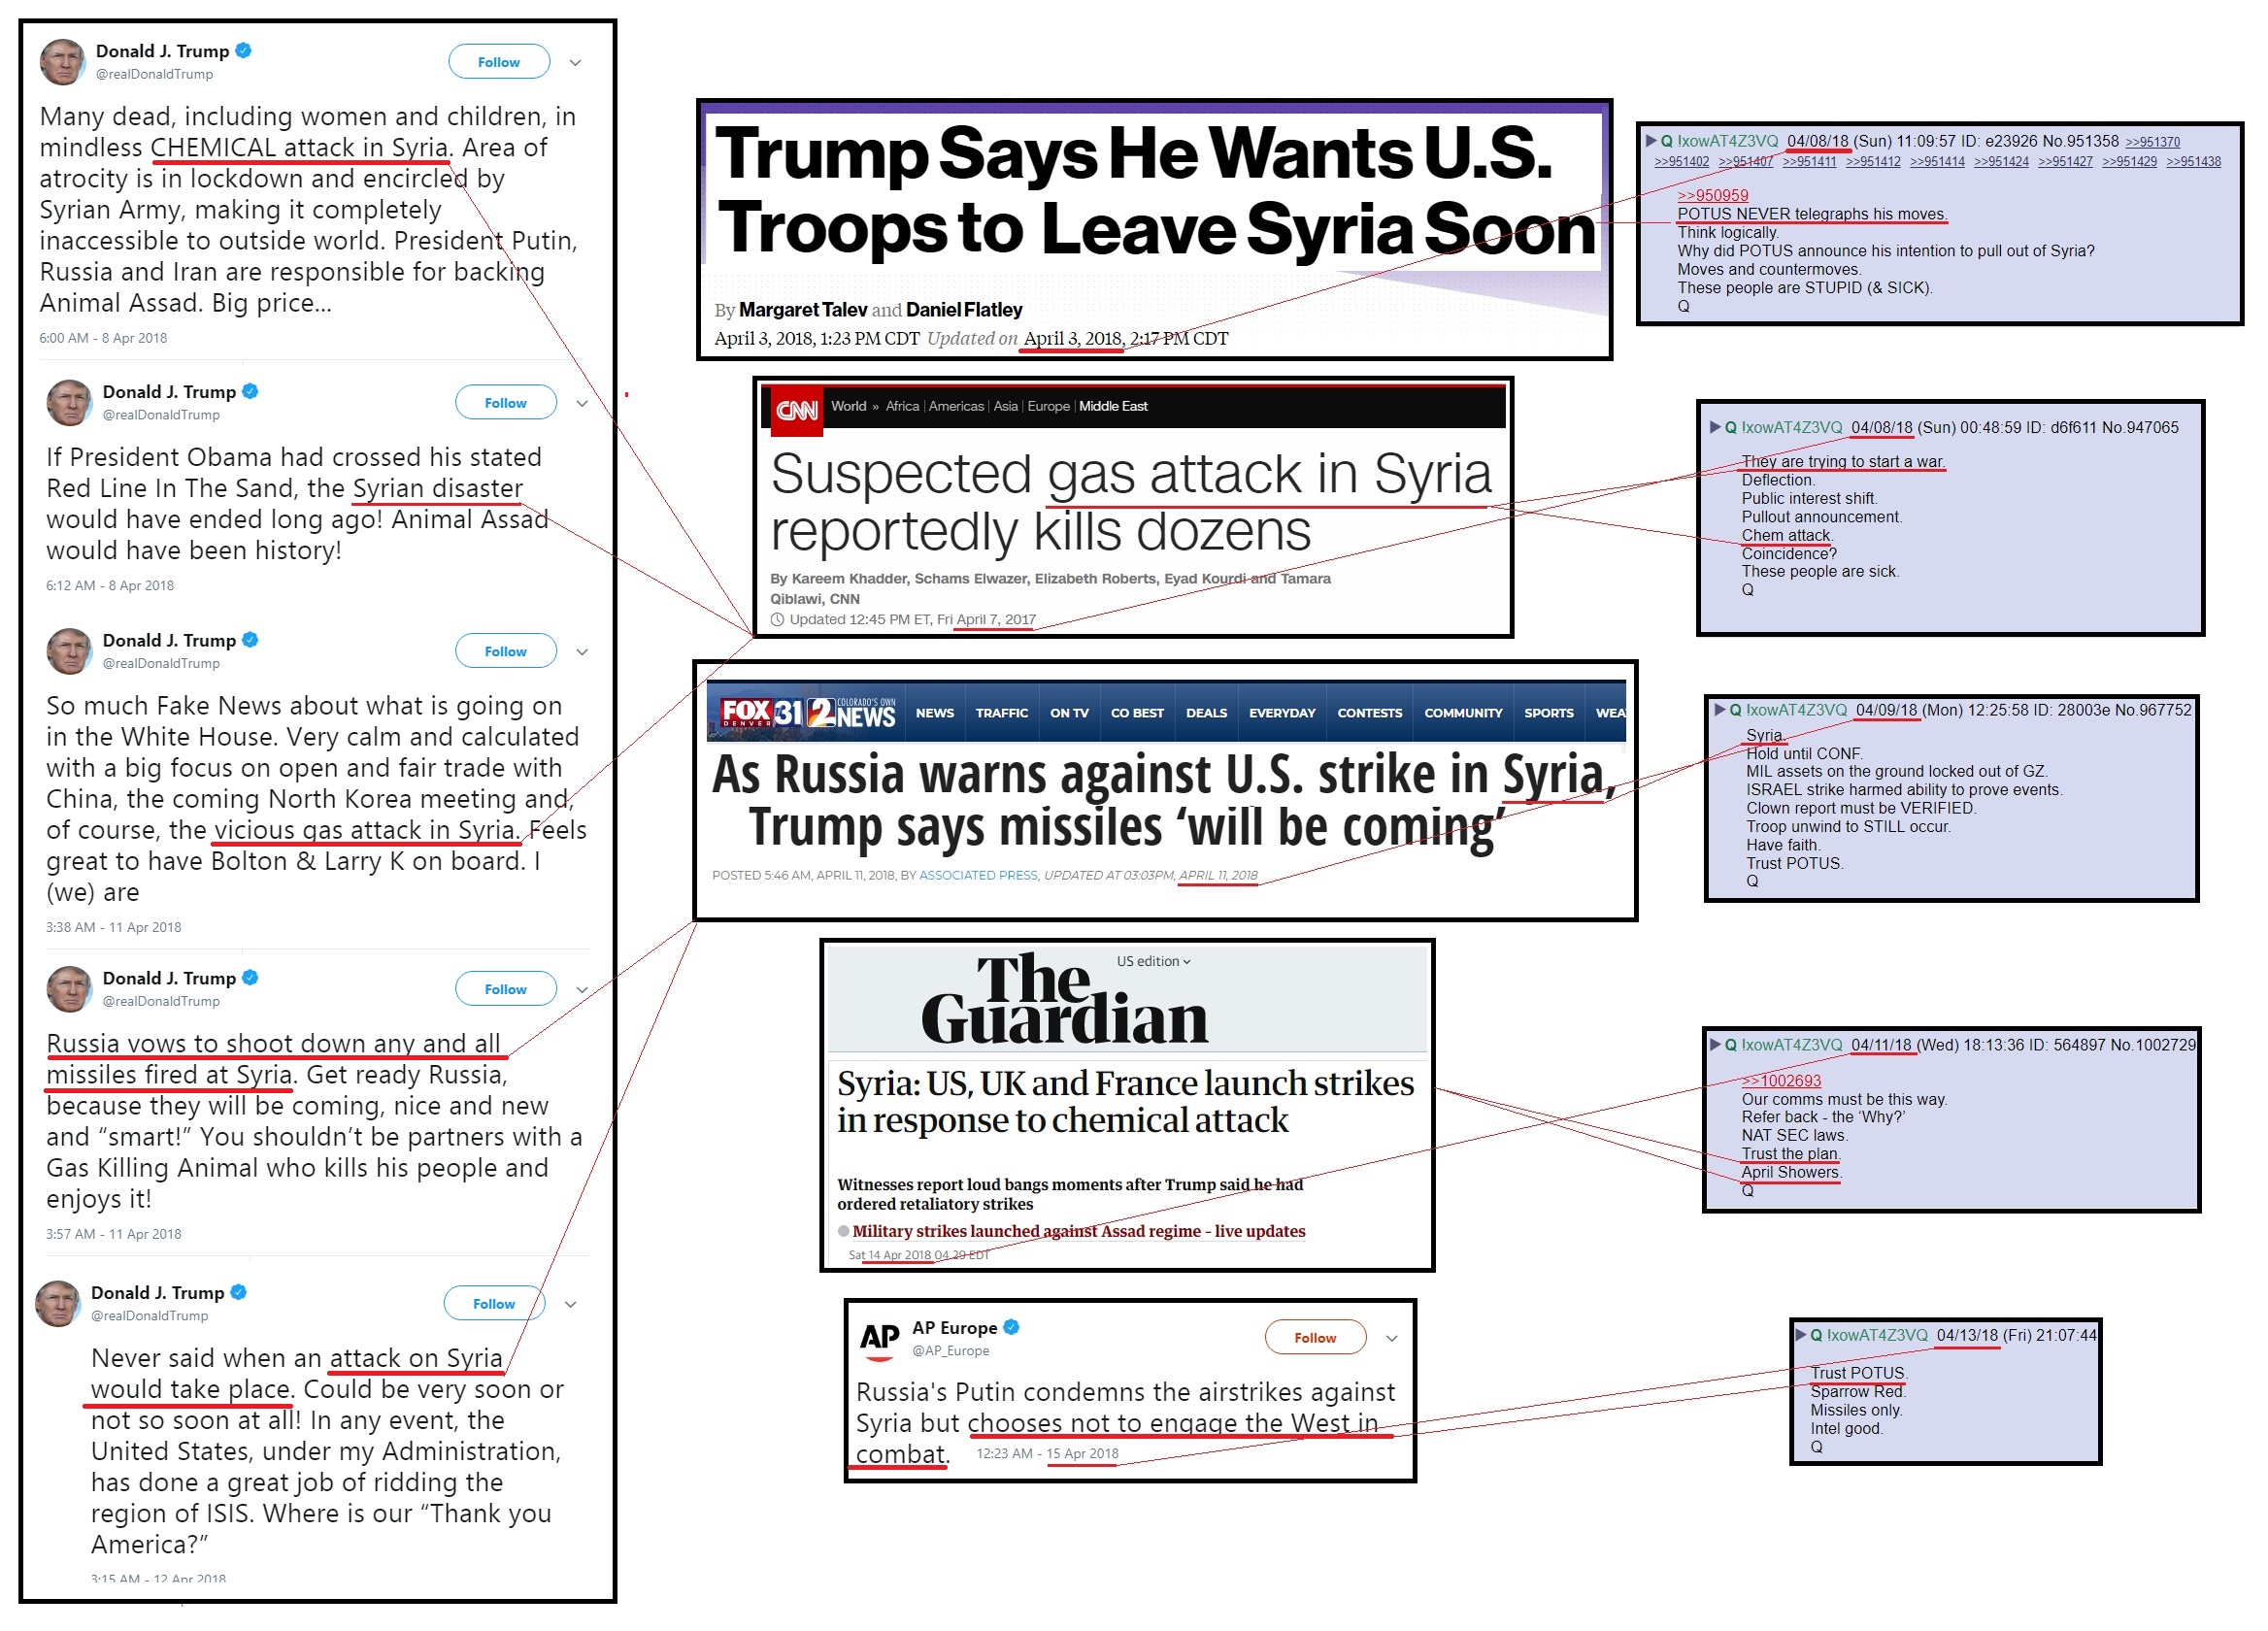 Donald J. Trump
@realDonaldTrump
Follow
Many dead, including women and children, in
mindless CHEMICAL attack in Syria. Area of
atrocity is in lockdown and encircled by
Syrian Army, making it completely
inaccessible to outside world. President Putin,
Russia and Iran are responsible for backing
Animal Assad. Big price...
6:00 AM - 8 Apr 2018
Donald J. Trump
@realDonaldTrump
Follow
If President Obama had crossed his stated
Red Line In The Sand, the Syrian disaster
would have ended long ago! Animal Assad
would have been history!
6:12 AM - 8 Apr 2018
Donald J. Trump
@realDonaldTrump
Follow
So much Fake News about what is going on
in the White House. Very calm and calculated
with a big focus on open and fair trade with
China, the coming North Korea meeting and,
of course, the vicious gas attack in Syria. Feels
great to have Bolton & Larry K on board. I
(we) are
3:38 AM - 11 Apr 2018
Donald J. Trump
@realDonaldTrump
Follow
Russia vows to shoot down any and all
missiles fired at Syria. Get ready Russia,
because they will be coming, nice and new
and “smart!” You shouldn’t be partners with a
Gas Killing Animal who kills his people and
enjoys it!
3:57 AM - 11 Apr 2018
Donald J. Trump
@realDonaldTrump
Follow
Never said when an attack on Syria
would take place. Could be very soon or
not so soon at all! In any event, the
United States, under my Administration,
has done a great job of ridding the
region of ISIS. Where is our “Thank you
America?”
3:15 AM - 12 Apr 2018
Trump Says He Wants U.S.
Troops to Leave Syria Soon
By Margaret Talev and Daniel Flatley
April 3, 2018, 1:23 PM CDT Updated on April 3, 2018, 2:17 PM CDT
CNN World » Africa | Americas | Asia | Europe | Middle East
Suspected gas attack in Syria
reportedly kills dozens
By Kareem Khadder, Schams Elwazer, Elizabeth Roberts, Eyad Kourdi and Tamara
Qiblawi, CNN
Updated 12:45 PM ET, Fri April 7, 2017
FOX 31 DENVER 2 COLORADO'S OWN NEWS NEWS TRAFFIC ON TV CO BEST DEALS EVERYDAY CONTESTS COMMUNITY SPORTS WEA
As Russia warns against U.S. strike in Syria,
Trump says missiles ‘will be coming’
POSTED 5:46 AM, APRIL 11, 2018, BY ASSOCIATED PRESS, UPDATED AT 03:03PM, APRIL 11, 2018
US edition
The
Guardian
Syria: US, UK and France launch strikes
in response to chemical attack
Witnesses report loud bangs moments after Trump said he had
ordered retaliatory strikes
Military strikes launched against Assad regime – live updates
Sat 14 Apr 2018 04.29 EDT
AP
AP Europe
@AP_Europe
Follow
Russia's Putin condemns the airstrikes against
Syria but chooses not to engage the West in
combat. 12:23 AM - 15 Apr 2018
Q !xowAT4Z3VQ 04/08/18 (Sun) 11:09:57 ID: e23926 No.951358 >>951370
>>951402 >>951407 >>951411 >>951412 >>951414 >>951424 >>951427 >>951429 >>951438
>>950959
POTUS NEVER telegraphs his moves.
Think logically.
Why did POTUS announce his intention to pull out of Syria?
Moves and countermoves.
These people are STUPID (& SICK).
Q
Q !xowAT4Z3VQ 04/08/18 (Sun) 00:48:59 ID: d6f611 No.947065
They are trying to start a war.
Deflection.
Public interest shift.
Pullout announcement.
Chem attack.
Coincidence?
These people are sick.
Q
Q !xowAT4Z3VQ 04/09/18 (Mon) 12:25:58 ID: 28003e No.967752
Syria.
Hold until CONF.
MIL assets on the ground locked out of GZ.
ISRAEL strike harmed ability to prove events.
Clown report must be VERIFIED.
Troop unwind to STILL occur.
Have faith.
Trust POTUS.
Q
Q !xowAT4Z3VQ 04/11/18 (Wed) 18:13:36 ID: 564897 No.1002729
>>1002693
Our comms must be this way.
Refer back - the ‘Why?’
NAT SEC laws.
Trust the plan.
April Showers.
Q
Q !xowAT4Z3VQ 04/13/18 (Fri) 21:07:44
Trust POTUS.
Sparrow Red.
Missiles only.
Intel good.
Q